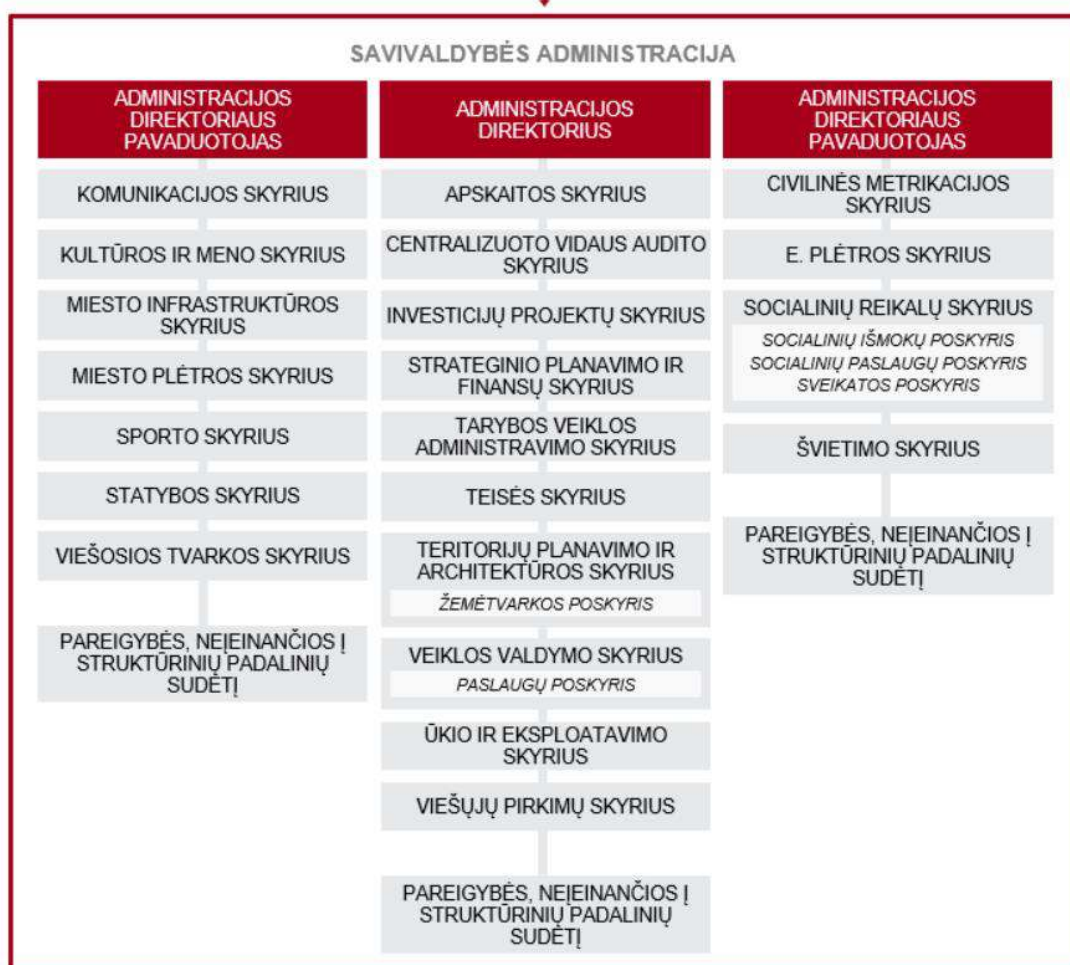 SAVIVALDYBĖS ADMINISTRACIJA
ADMINISTRACIJOS
DIREKTORIAUS
PAVADUOTOJAS
KOMUNIKACIJOS SKYRIUS
KULTŪROS IR MENO SKYRIUS
MIESTO INFRASTRUKTŪROS
SKYRIUS
MIESTO PLĖTROS SKYRIUS
SPORTO SKYRIUS
STATYBOS SKYRIUS
VIEŠOSIOS TVARKOS SKYRIUS
PAREIGYBĖS, NEĮEINANČIOS Į
STRUKTŪRINIŲ PADALINIŲ
SUDĖTĮ
ADMINISTRACIJOS
DIREKTORIUS
APSKAITOS SKYRIUS
CENTRALIZUOTO VIDAUS AUDITO
SKYRIUS
INVESTICIJŲ PROJEKTŲ SKYRIUS
STRATEGINIO PLANAVIMO IR
FINANSŲ SKYRIUS
TARYBOS VEIKLOS
ADMINISTRAVIMO SKYRIUS
TEISĖS SKYRIUS
TERITORIJŲ PLANAVIMO IR
ARCHITEKTŪROS SKYRIUS
ŽEMĖTVARKOS POSKYRIS
VEIKLOS VALDYMO SKYRIUS
PASLAUGŲ POSKYRIS
ŪKIO IR EKSPLOATAVIMO
SKYRIUS
VIEŠŲJŲ PIRKIMŲ SKYRIUS
PAREIGYBĖS, NEĮEINANČIOS Į
STRUKTŪRINIŲ PADALINIŲ
SUDĖTĮ
ADMINISTRACIJOS
DIREKTORIAUS
PAVADUOTOJAS
CIVILINĖS METRIKACIJOS
SKYRIUS
E. PLĖTROS SKYRIUS
SOCIALINIŲ REIKALŲ SKYRIUS
SOCIALINIŲ IŠMOKŲ POSKYRIS
SOCIALINIŲ PASLAUGŲ POSKYRIS
SVEIKATOS POSKYRIS
ŠVIETIMO SKYRIUS
PAREIGYBĖS, NEĮEINANČIOS Į
STRUKTŪRINIŲ PADALINIŲ
SUDĖTĮ